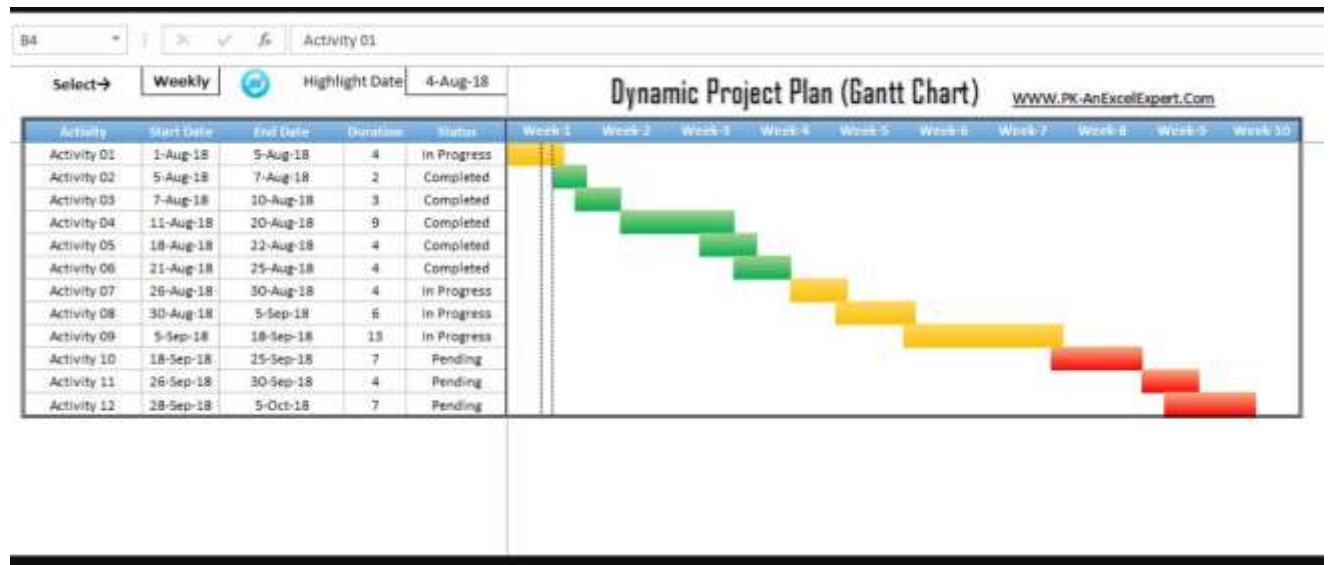 B4 fx Activity 01
Select→ Weekly Highlight Date 4-Aug-18 Dynamic Project Plan (Gantt Chart) WWW.PK-AnExcelExpert.Com
Activity Start Date End Date Duration Status Week-1 Week-2 Week-3 Week-4 Week-5 Week-6 Week-7 Week-8 Week-9 Week-10
Activity 01 1-Aug-18 5-Aug-18 4 In Progress
Activity 02 5-Aug-18 7-Aug-18 2 Completed
Activity 03 7-Aug-18 10-Aug-18 3 Completed
Activity 04 11-Aug-18 20-Aug-18 9 Completed
Activity 05 18-Aug-18 22-Aug-18 4 Completed
Activity 06 21-Aug-18 25-Aug-18 4 Completed
Activity 07 26-Aug-18 30-Aug-18 4 In Progress
Activity 08 30-Aug-18 5-Sep-18 6 In Progress
Activity 09 5-Sep-18 18-Sep-18 13 In Progress
Activity 10 18-Sep-18 25-Sep-18 7 Pending
Activity 11 26-Sep-18 30-Sep-18 4 Pending
Activity 12 28-Sep-18 5-Oct-18 7 Pending